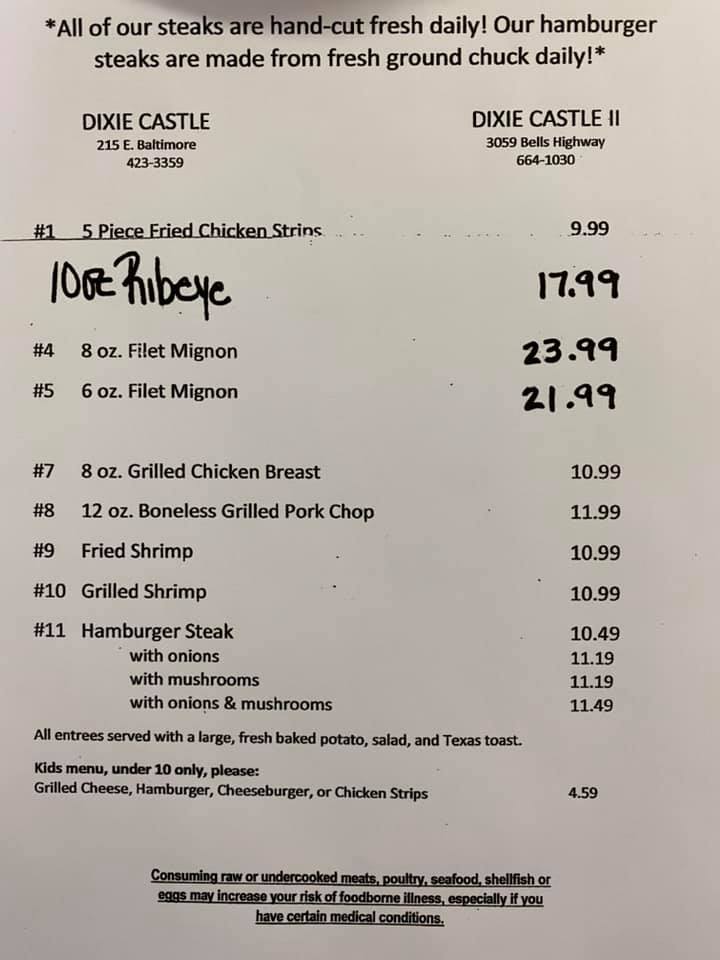 *All of our steaks are hand-cut fresh daily! Our hamburger
steaks are made from fresh ground chuck daily!*
DIXIE CASTLE
215 E. Baltimore
423-3359
DIXIE CASTLE II
3059 Bells Highway
664-1030
#1 5 Piece Fried Chicken Strips 9.99
10oz Ribeye 17.99
#4 8 oz. Filet Mignon 23.99
#5 6 oz. Filet Mignon 21.99
#7 8 oz. Grilled Chicken Breast 10.99
#8 12 oz. Boneless Grilled Pork Chop 11.99
#9 Fried Shrimp 10.99
#10 Grilled Shrimp 10.99
#11 Hamburger Steak 10.49
with onions 11.19
with mushrooms 11.19
with onions & mushrooms 11.49
All entrees served with a large, fresh baked potato, salad, and Texas toast.
Kids menu, under 10 only, please:
Grilled Cheese, Hamburger, Cheeseburger, or Chicken Strips 4.59
Consuming raw or undercooked meats, poultry, seafood, shellfish or
eggs may increase your risk of foodborne illness, especially if you
have certain medical conditions.